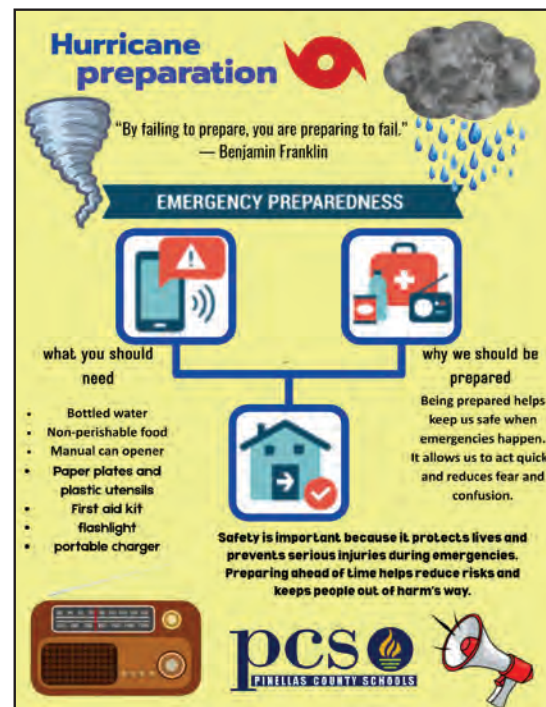 Hurricane
preparation
“By failing to prepare, you are preparing to fail.”
— Benjamin Franklin
EMERGENCY PREPAREDNESS
what you should
need
• Bottled water
• Non-perishable food
• Manual can opener
• Paper plates and
plastic utensils
• First aid kit
• flashlight
• portable charger
why we should be
prepared
Being prepared helps
keep us safe when
emergencies happen.
It allows us to act quick
and reduces fear and
confusion.
Safety is important because it protects lives and
prevents serious injuries during emergencies.
Preparing ahead of time helps reduce risks and
keeps people out of harm’s way.
pcs
PINELLAS COUNTY SCHOOLS